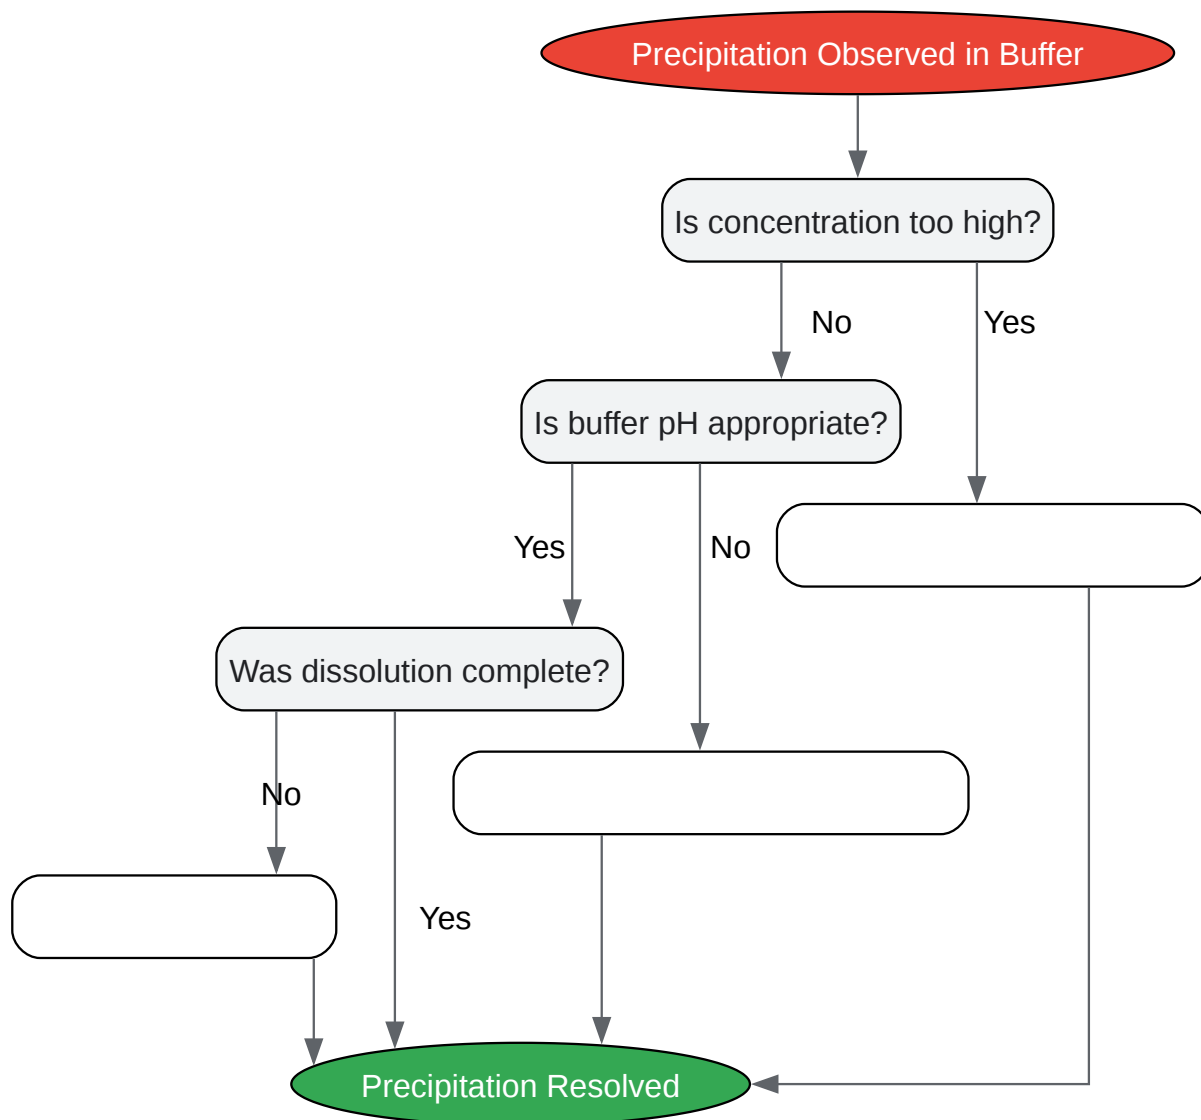 Precipitation Observed in Buffer
Is concentration too high?
No
Yes
Is buffer pH appropriate?
Yes
No
Was dissolution complete?
No
Yes
Precipitation Resolved